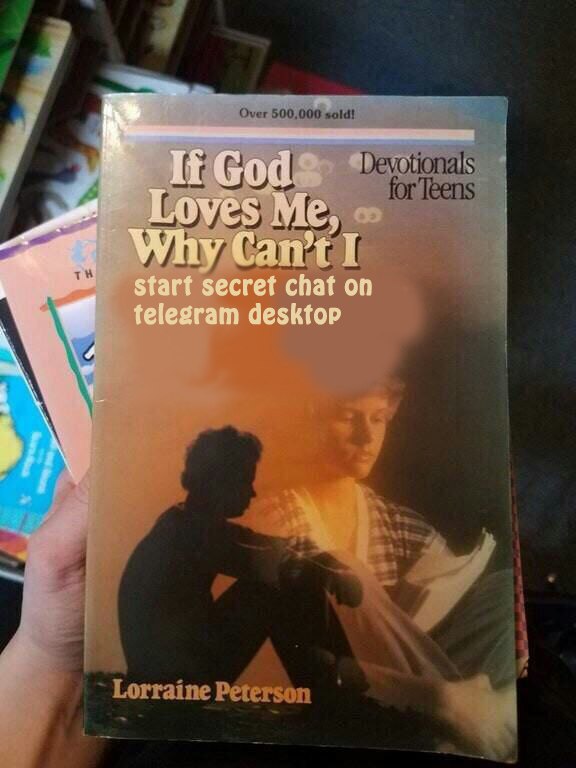 Over 500,000 sold!
If God
Loves Me,
Why Can't I
Devotionals
for Teens
start secret chat on
telegram desktop
Lorraine Peterson
TH